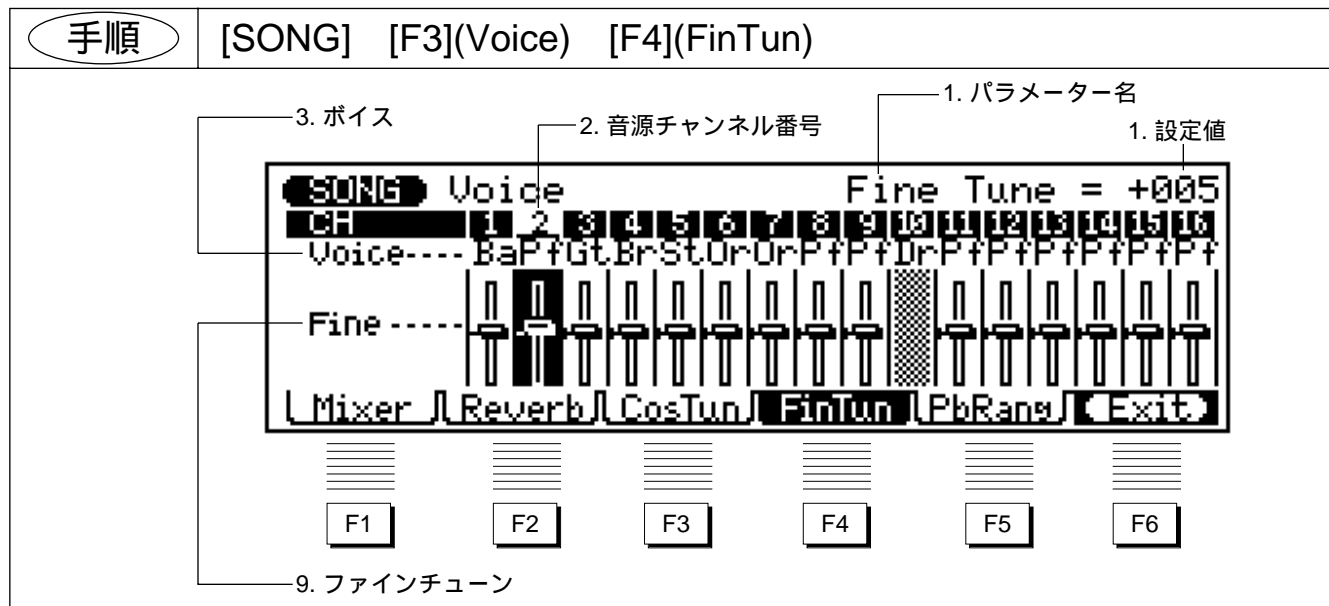 手順 [SONG] [F3](Voice) [F4](FinTun)
1. パラメーター名
3. ボイス
2. 音源チャンネル番号
1. 設定値
SONG Voice Fine Tune = +005
CH 1 2 3 4 5 6 7 8 9 10 11 12 13 14 15 16
Voice---- BaPfGtBrStOrOrPfPfDrPfPfPfPfPfPf
Fine -----
Mixer Reverb CosTun FinTun PbRang Exit
F1 F2 F3 F4 F5 F6
9. ファインチューン